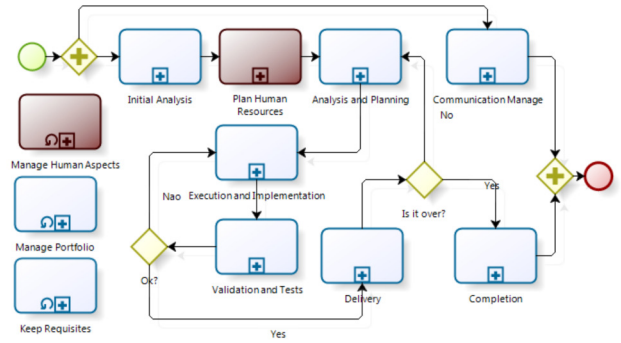 Initial Analysis
Plan Human
Resources
Analysis and Planning
Communication Manage
No
Manage Human Aspects
Nao
Execution and Implementation
Yes
Is it over?
Manage Portfolio
Ok?
Validation and Tests
Delivery
Completion
Keep Requisites
Yes